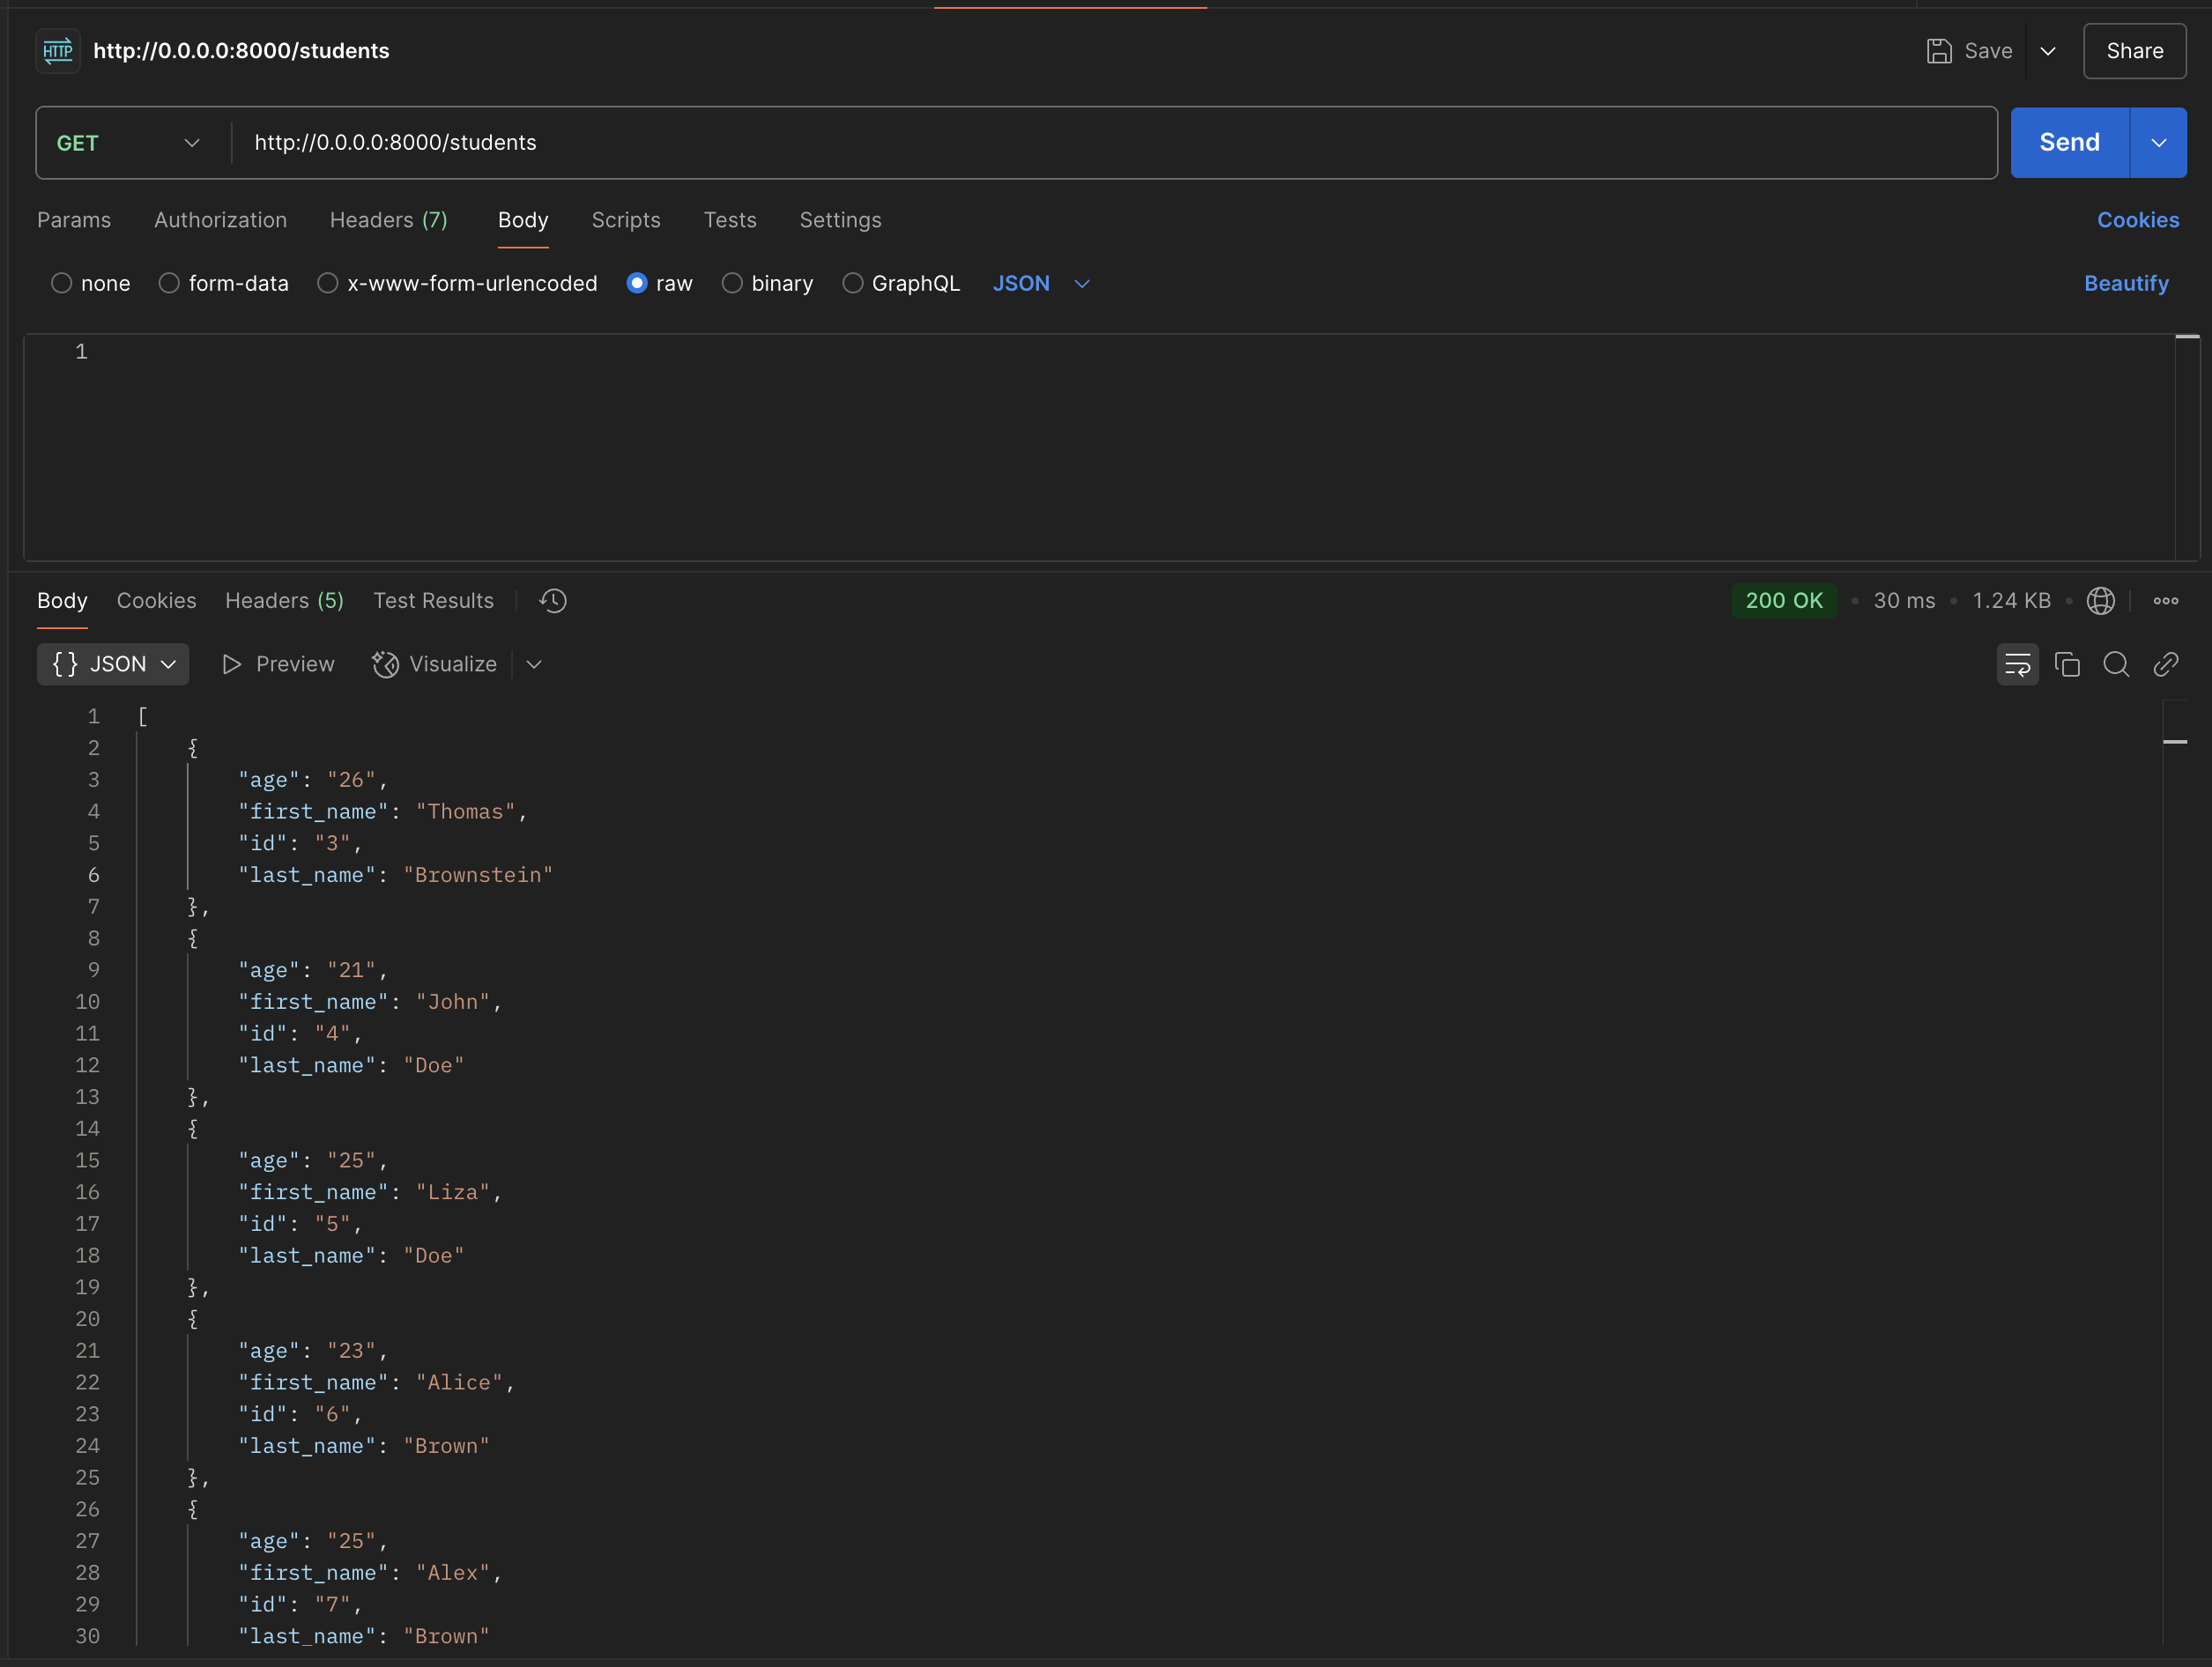 HTTP http://0.0.0.0:8000/students Save Share
GET http://0.0.0.0:8000/students Send
Params Authorization Headers (7) Body Scripts Tests Settings Cookies
none form-data x-www-form-urlencoded raw binary GraphQL JSON Beautify
1
Body Cookies Headers (5) Test Results 200 OK • 30 ms • 1.24 KB •
{} JSON Preview Visualize
1 [
2 {
3 "age": "26",
4 "first_name": "Thomas",
5 "id": "3",
6 "last_name": "Brownstein"
7 },
8 {
9 "age": "21",
10 "first_name": "John",
11 "id": "4",
12 "last_name": "Doe"
13 },
14 {
15 "age": "25",
16 "first_name": "Liza",
17 "id": "5",
18 "last_name": "Doe"
19 },
20 {
21 "age": "23",
22 "first_name": "Alice",
23 "id": "6",
24 "last_name": "Brown"
25 },
26 {
27 "age": "25",
28 "first_name": "Alex",
29 "id": "7",
30 "last_name": "Brown"